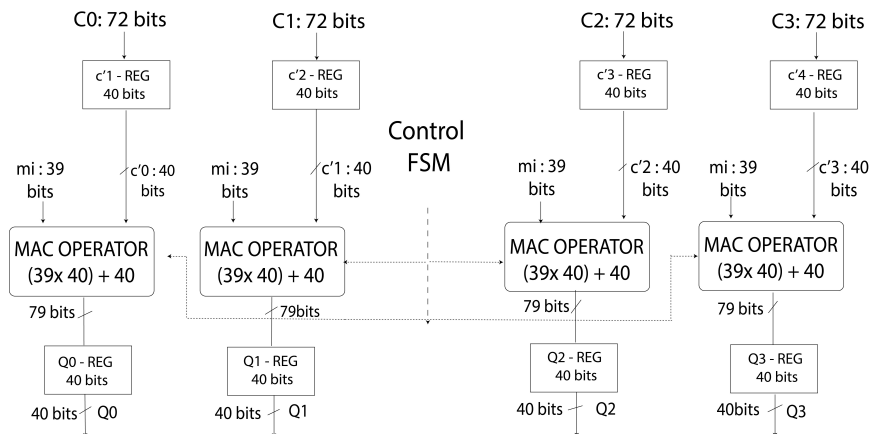 C0: 72 bits
C1: 72 bits
C2: 72 bits
C3: 72 bits
c'1 - REG
40 bits
c'2 - REG
40 bits
c'3 - REG
40 bits
c'4 - REG
40 bits
Control
FSM
mi : 39
bits
c'0 : 40
bits
mi : 39
bits
c'1 : 40
bits
mi : 39
bits
c'2 : 40
bits
mi : 39
bits
c'3 : 40
bits
MAC OPERATOR
(39x 40) + 40
MAC OPERATOR
(39x 40) + 40
MAC OPERATOR
(39x 40) + 40
MAC OPERATOR
(39x 40) + 40
79 bits
79bits
79 bits
79 bits
Q0 - REG
40 bits
Q1 - REG
40 bits
Q2 - REG
40 bits
Q3 - REG
40 bits
40 bits
Q0
40 bits
Q1
40 bits
Q2
40bits
Q3